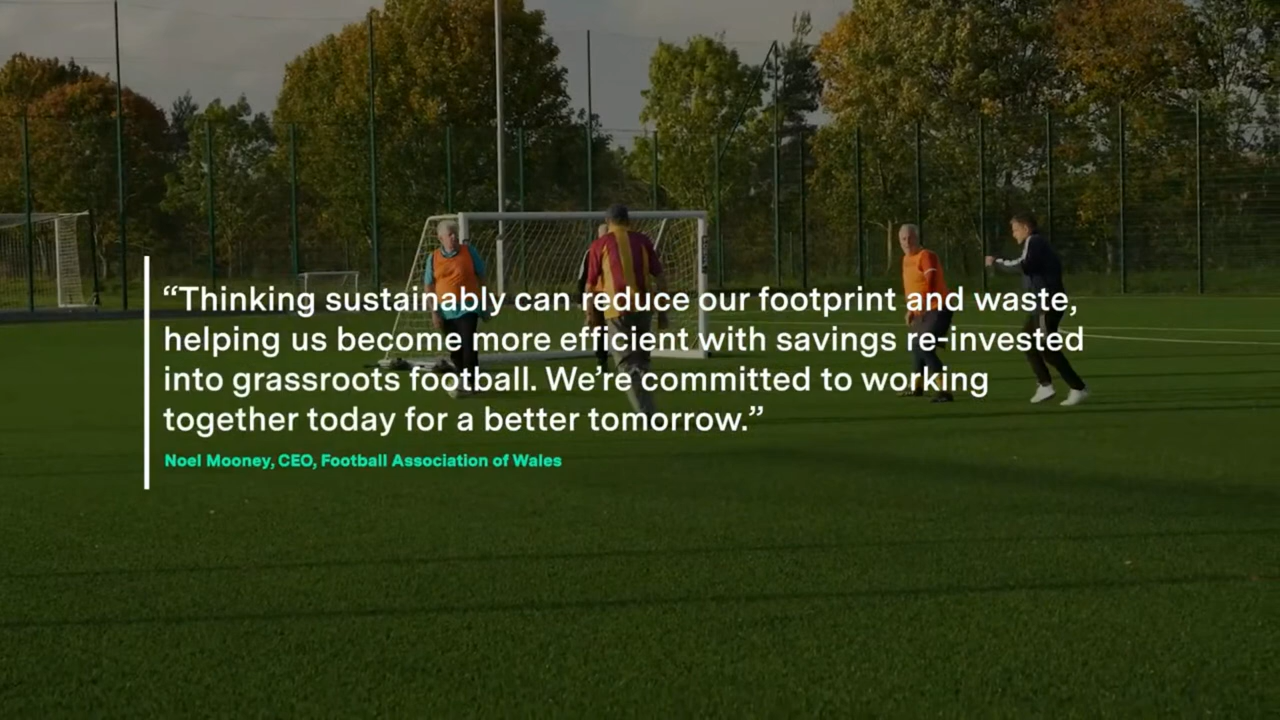 “Thinking sustainably can reduce our footprint and waste,
helping us become more efficient with savings re-invested
into grassroots football. We’re committed to working
together today for a better tomorrow.”
Noel Mooney, CEO, Football Association of Wales